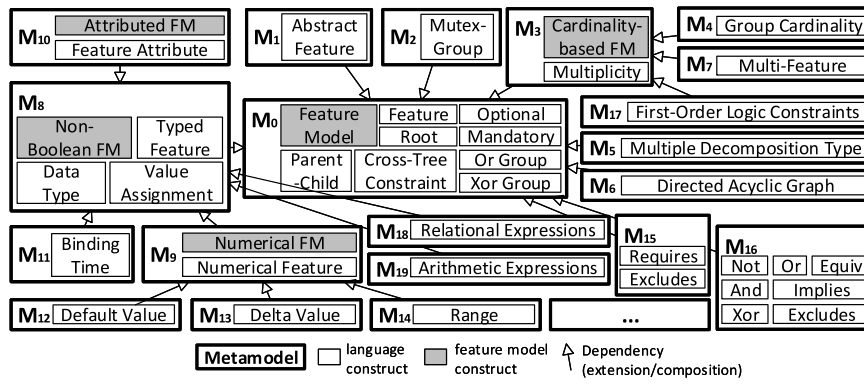 M10
Attributed FM
Feature Attribute
M1
Abstract
Feature
M2
Mutex-
Group
M3
Cardinality-
based FM
Multiplicity
M4
Group Cardinality
M7
Multi-Feature
M8
Non-
Boolean FM
Typed
Feature
Data
Type
Value
Assignment
M0
Feature
Model
Feature
Root
Optional
Mandatory
Parent
-Child
Cross-Tree
Constraint
Or Group
Xor Group
M17
First-Order Logic Constraints
M5
Multiple Decomposition Type
M6
Directed Acyclic Graph
M11
Binding
Time
M9
Numerical FM
Numerical Feature
M18
Relational Expressions
M19
Arithmetic Expressions
M15
Requires
Excludes
M16
Not
Or
Equiv
And
Implies
Xor
Excludes
M12
Default Value
M13
Delta Value
M14
Range
...
Metamodel
language
construct
feature model
construct
Dependency
(extension/composition)